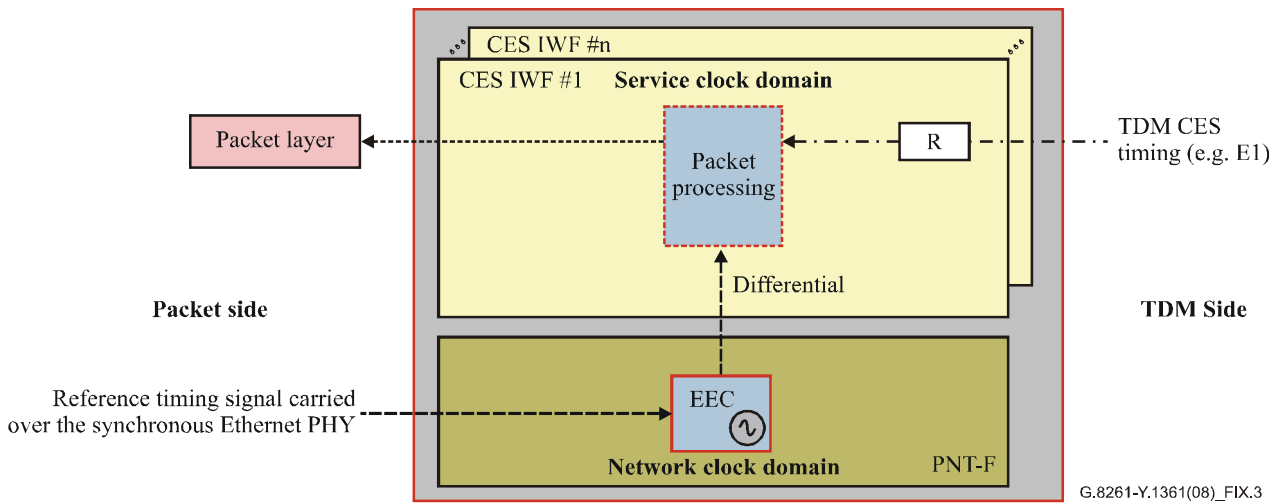 CES IWF #n
CES IWF #1
Service clock domain
Packet layer
R
TDM CES
timing (e.g. E1)
Packet
processing
Differential
Packet side
TDM Side
Reference timing signal carried
over the synchronous Ethernet PHY
EEC
Network clock domain
PNT-F
G.8261-Y.1361(08)_FIX.3